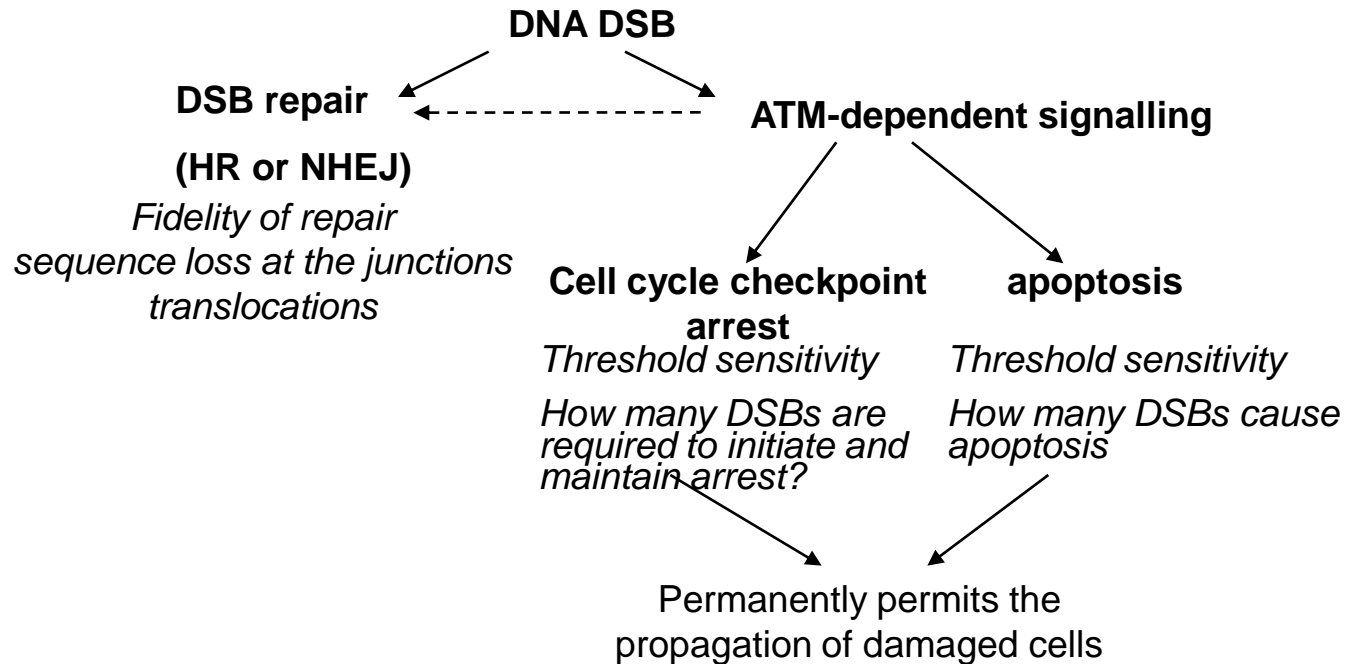 DNA DSB
DSB repair
(HR or NHEJ)
Fidelity of repair
sequence loss at the junctions
translocations
ATM-dependent signalling
Cell cycle checkpoint
arrest
Threshold sensitivity
How many DSBs are
required to initiate and
maintain arrest?
apoptosis
Threshold sensitivity
How many DSBs cause
apoptosis
Permanently permits the
propagation of damaged cells